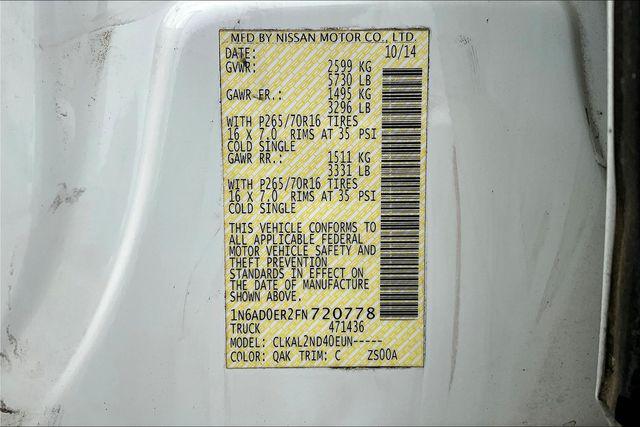 MFD BY NISSAN MOTOR CO., LTD.
DATE: 10/14
GVWR: 2599 KG
5730 LB
GAWR FR.: 1495 KG
3296 LB
WITH P265/70R16 TIRES
16 X 7.0 RIMS AT 35 PSI
COLD SINGLE
GAWR RR.: 1511 KG
3331 LB
WITH P265/70R16 TIRES
16 X 7.0 RIMS AT 35 PSI
COLD SINGLE
THIS VEHICLE CONFORMS TO
ALL APPLICABLE FEDERAL
MOTOR VEHICLE SAFETY AND
THEFT PREVENTION
STANDARDS IN EFFECT ON
THE DATE OF MANUFACTURE
SHOWN ABOVE.
1N6AD0ER2FN720778
TRUCK 471436
MODEL: CLKAL2ND40EUN-----
COLOR: QAK TRIM: C ZS00A